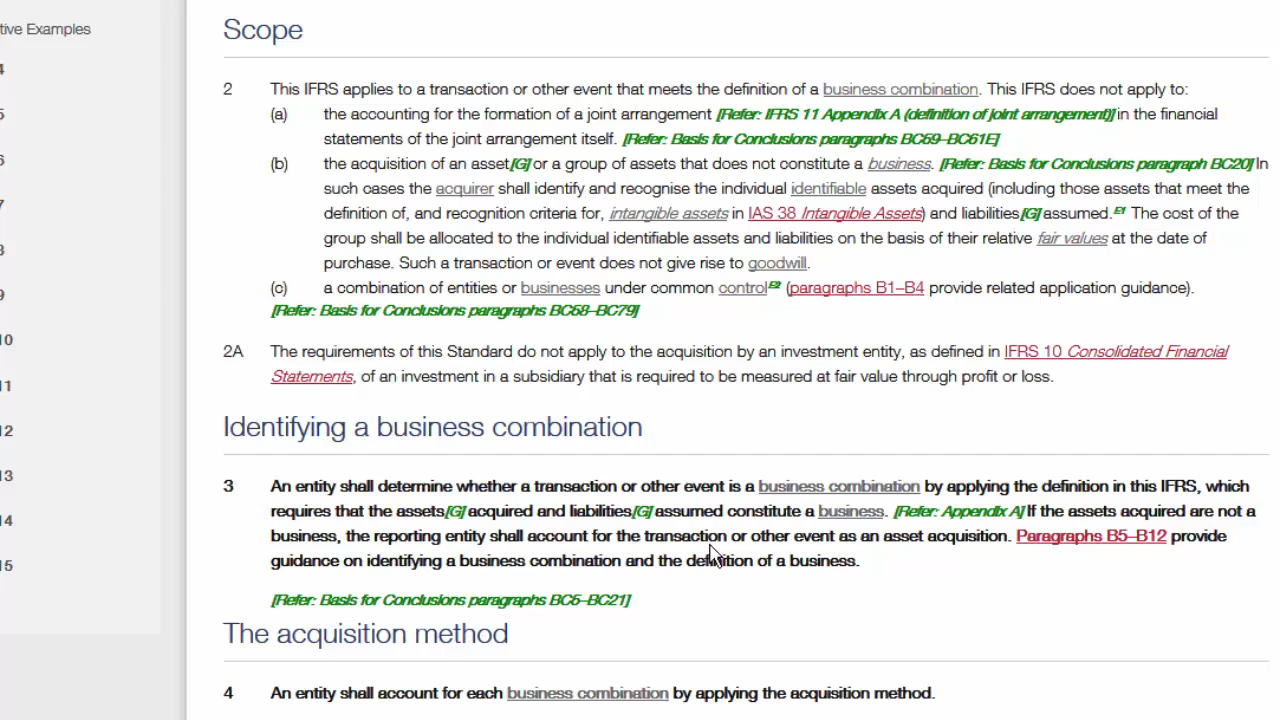 tive Examples
4
5
6
7
8
9
10
11
12
13
14
15
Scope
2 This IFRS applies to a transaction or other event that meets the definition of a business combination. This IFRS does not apply to:
(a) the accounting for the formation of a joint arrangement [Refer: IFRS 11 Appendix A (definition of joint arrangement)] in the financial
statements of the joint arrangement itself. [Refer: Basis for Conclusions paragraphs BC59–BC61E]
(b) the acquisition of an asset[G] or a group of assets that does not constitute a business. [Refer: Basis for Conclusions paragraph BC20] In
such cases the acquirer shall identify and recognise the individual identifiable assets acquired (including those assets that meet the
definition of, and recognition criteria for, intangible assets in IAS 38 Intangible Assets) and liabilities[G] assumed.E1 The cost of the
group shall be allocated to the individual identifiable assets and liabilities on the basis of their relative fair values at the date of
purchase. Such a transaction or event does not give rise to goodwill.
(c) a combination of entities or businesses under common controlE2 (paragraphs B1–B4 provide related application guidance).
[Refer: Basis for Conclusions paragraphs BC58–BC79]
2A The requirements of this Standard do not apply to the acquisition by an investment entity, as defined in IFRS 10 Consolidated Financial
Statements, of an investment in a subsidiary that is required to be measured at fair value through profit or loss.
Identifying a business combination
3 An entity shall determine whether a transaction or other event is a business combination by applying the definition in this IFRS, which
requires that the assets[G] acquired and liabilities[G] assumed constitute a business. [Refer: Appendix A] If the assets acquired are not a
business, the reporting entity shall account for the transaction or other event as an asset acquisition. Paragraphs B5–B12 provide
guidance on identifying a business combination and the definition of a business.
[Refer: Basis for Conclusions paragraphs BC5–BC21]
The acquisition method
4 An entity shall account for each business combination by applying the acquisition method.